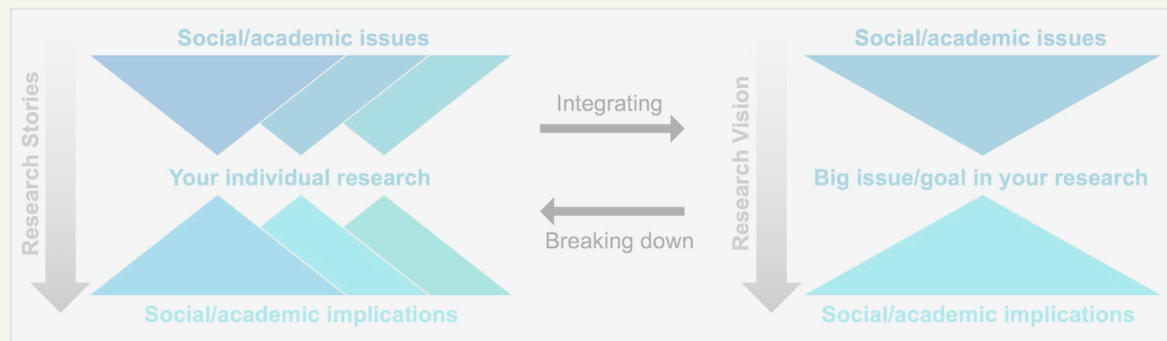 Research Stories
Social/academic issues
Your individual research
Social/academic implications
Integrating
Breaking down
Research Vision
Social/academic issues
Big issue/goal in your research
Social/academic implications